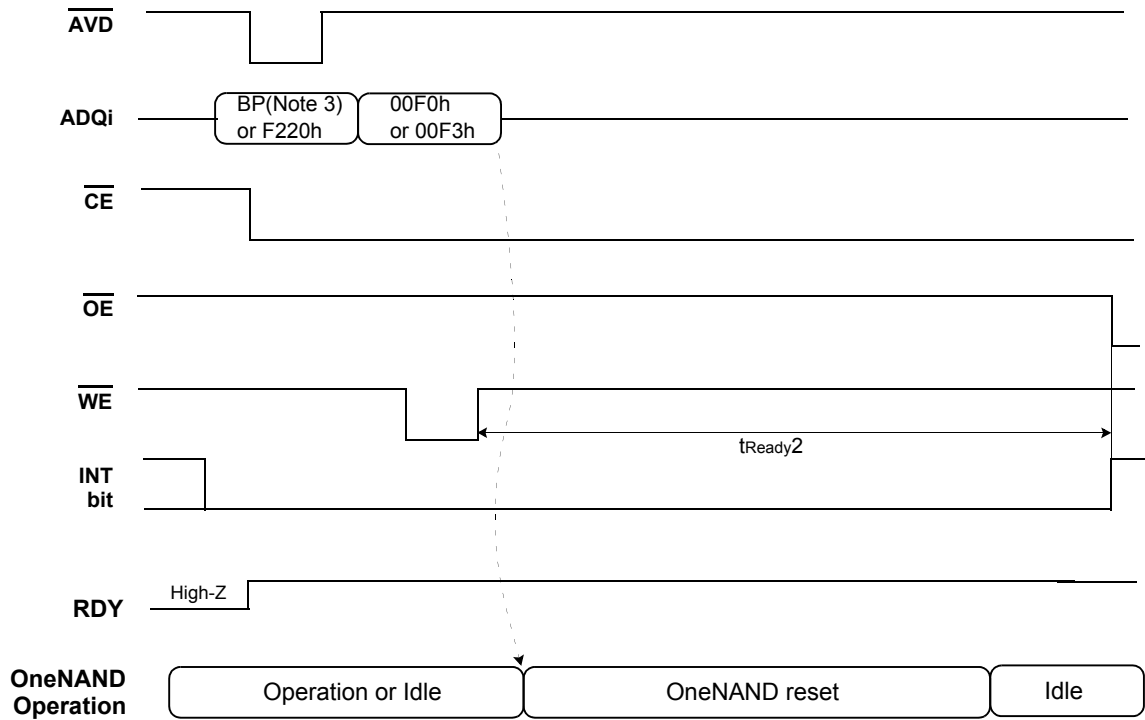 AVD
ADQi
BP(Note 3)
or F220h
00F0h
or 00F3h
CE
OE
WE
tReady2
INT
bit
High-Z
RDY
OneNAND
Operation
Operation or Idle
OneNAND reset
Idle